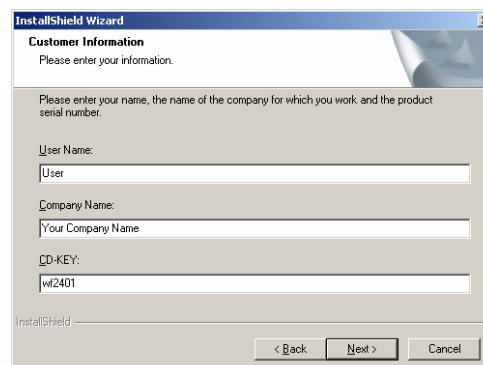 InstallShield Wizard
Customer Information
Please enter your information.
Please enter your name, the name of the company for which you work and the product
serial number.
User Name:
User
Company Name:
Your Company Name
CD-KEY:
wf2401
InstallShield
< Back Next > Cancel